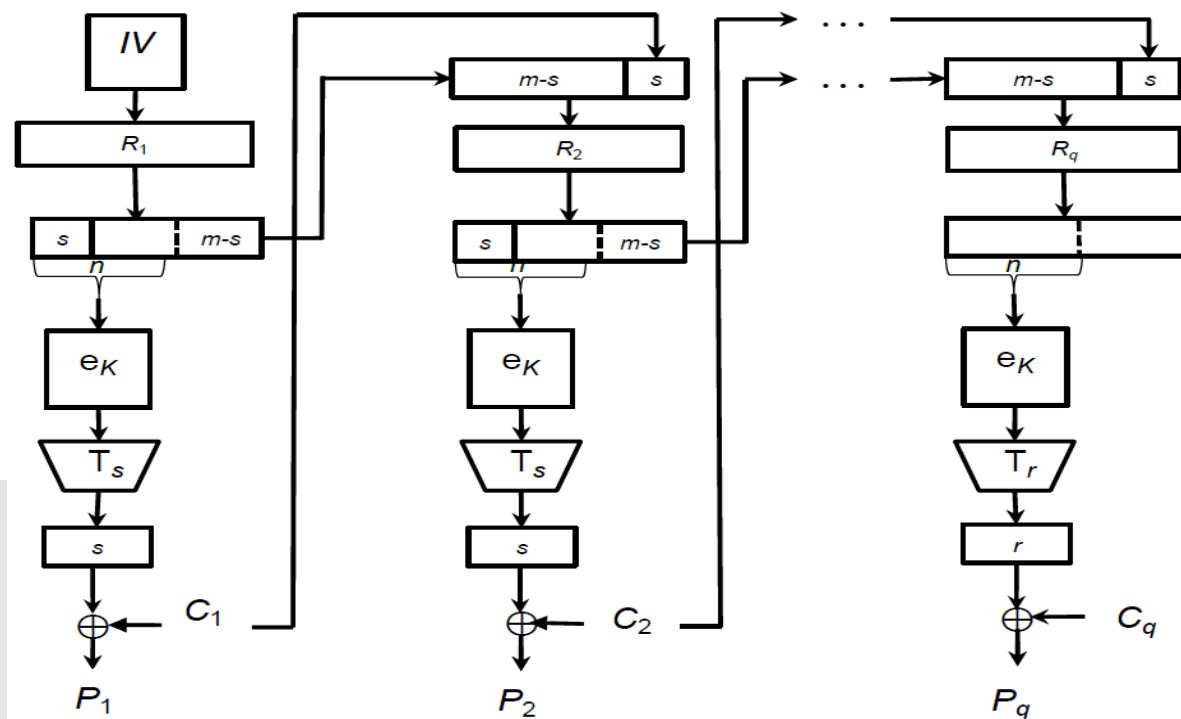 IV
R1
s m-s
n
eK
Ts
s
C1
P1
m-s s
R2
s m-s
n
eK
Ts
s
C2
P2
. . .
. . .
m-s s
Rq
n
eK
Tr
r
Cq
Pq